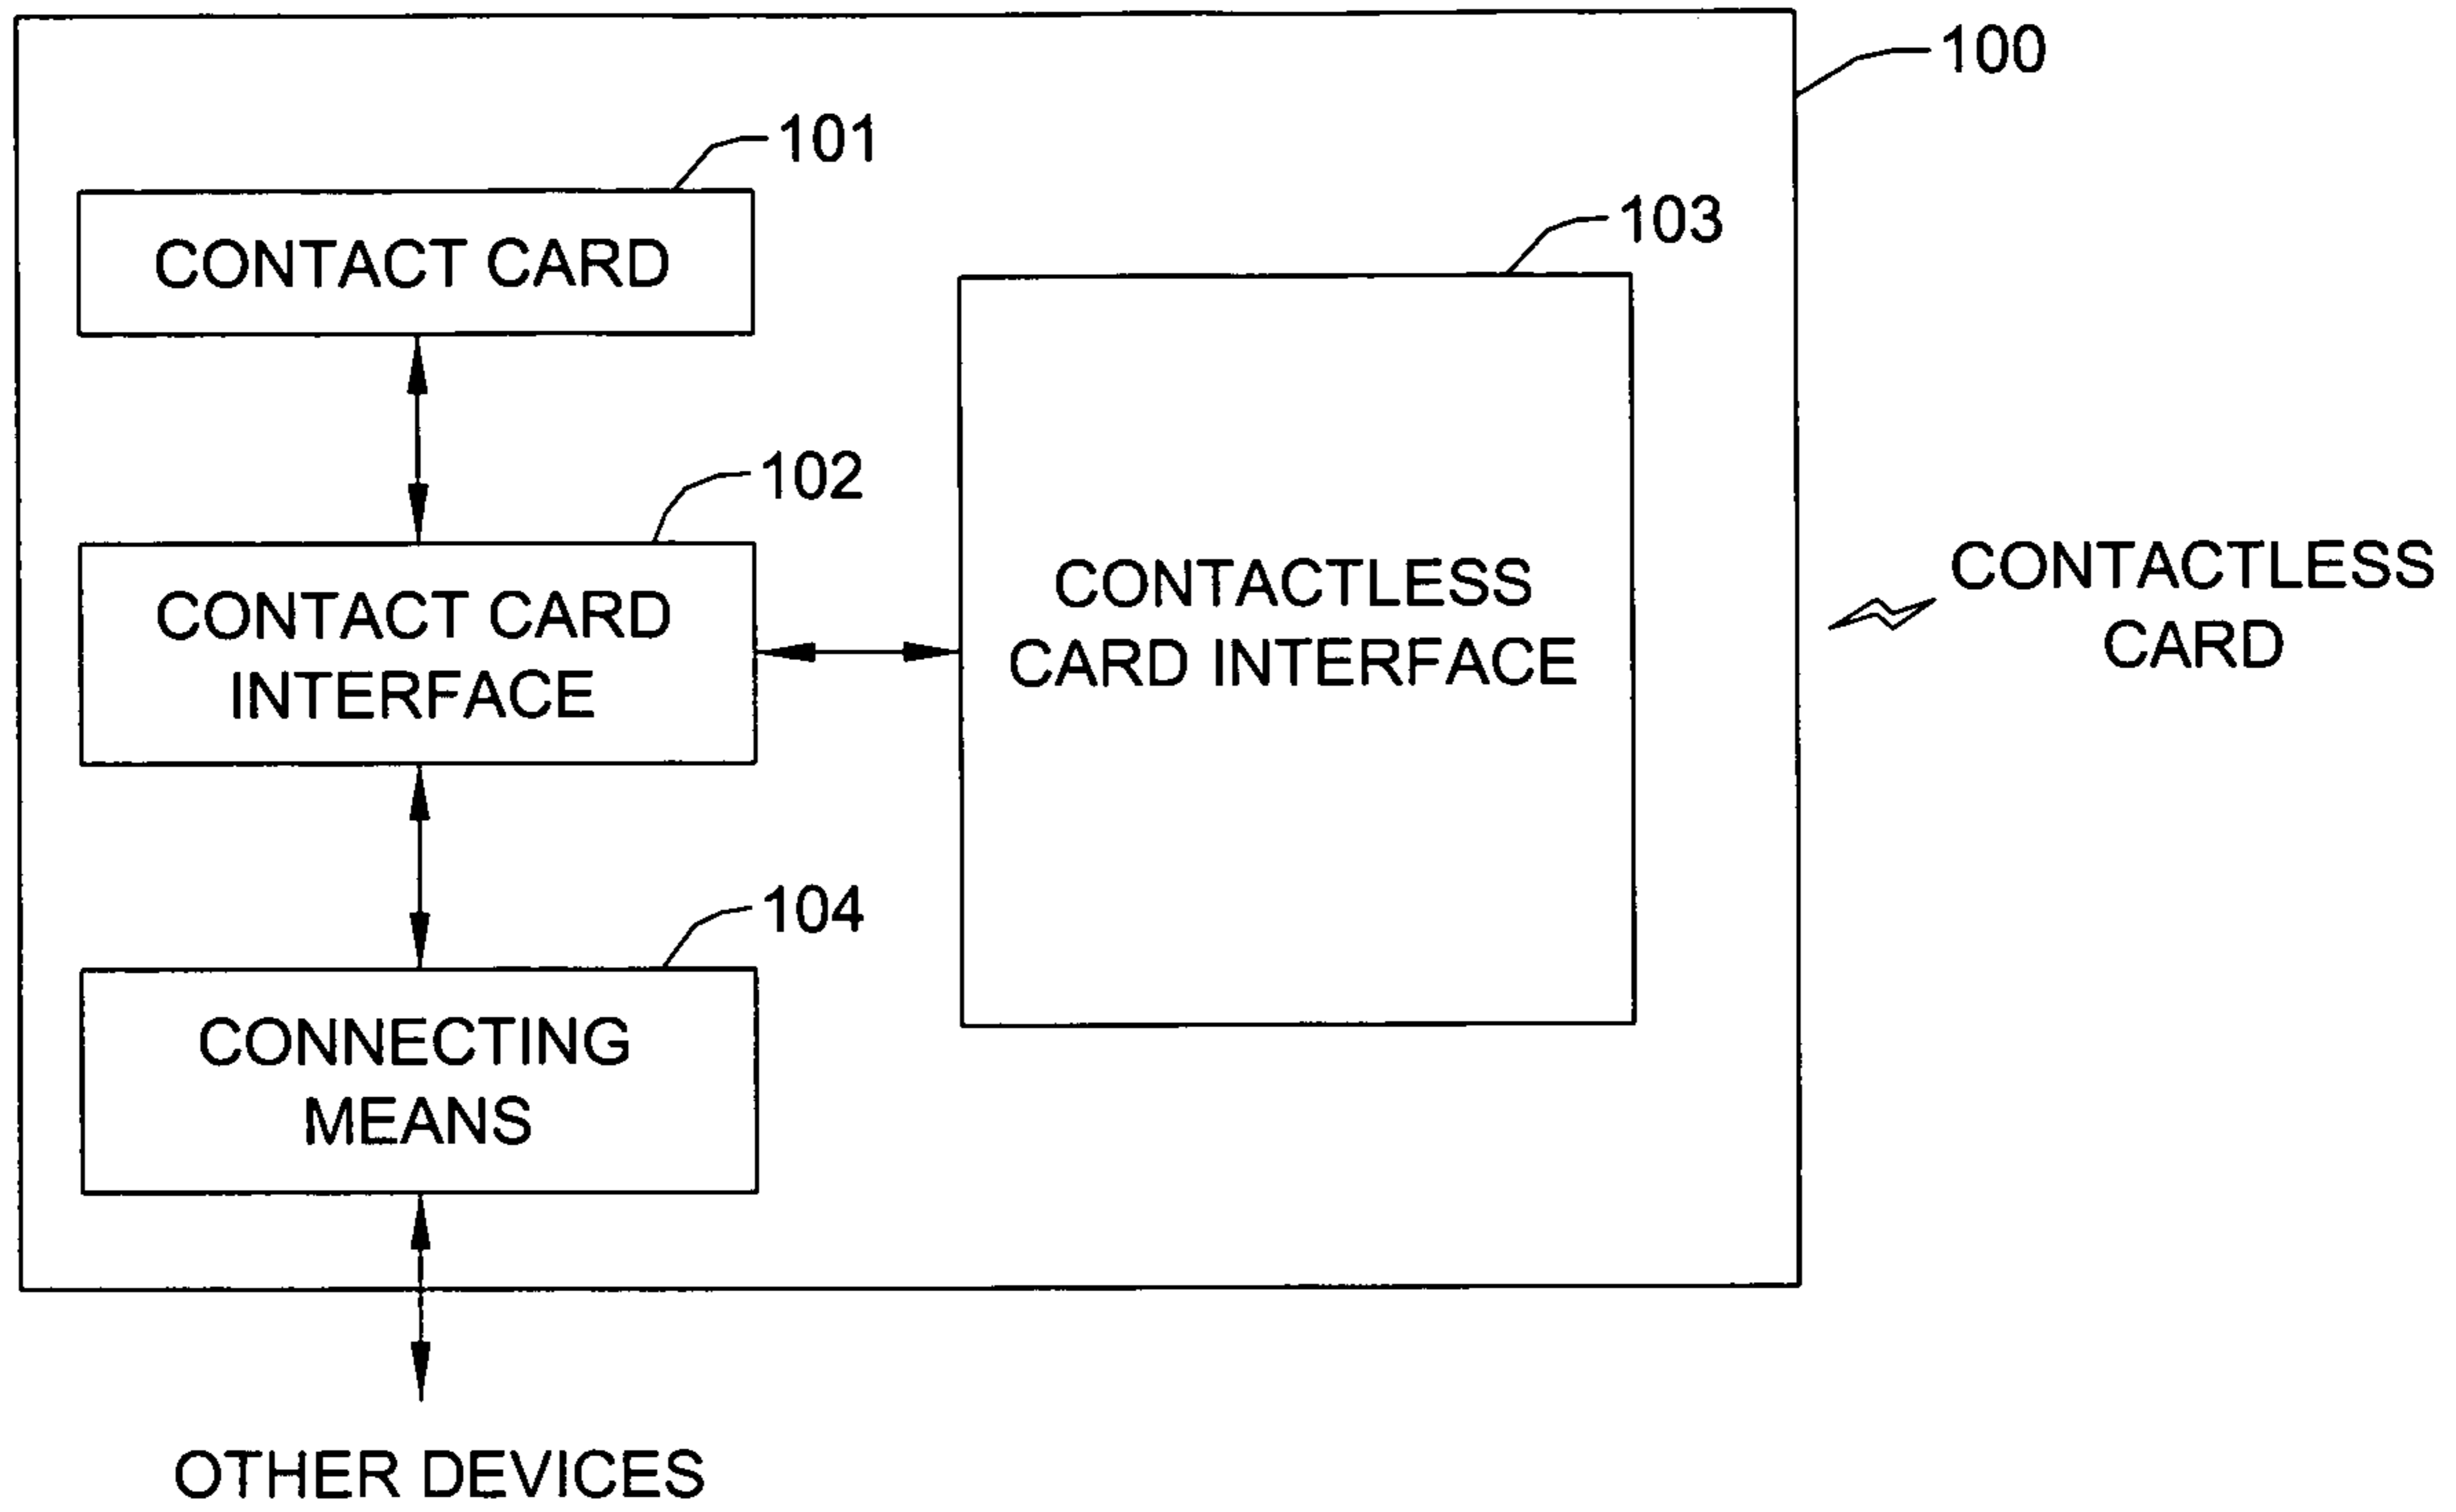 100
101
CONTACT CARD
103
102
CONTACT CARD
INTERFACE
CONTACTLESS
CARD INTERFACE
CONTACTLESS
CARD
104
CONNECTING
MEANS
OTHER DEVICES